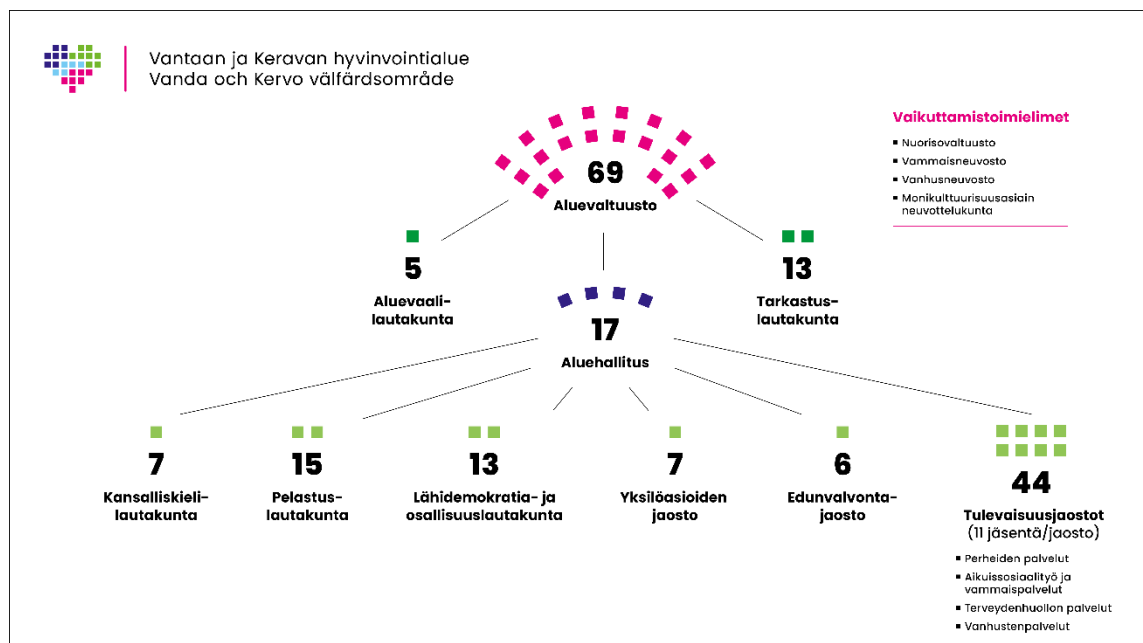 Vantaan ja Keravan hyvinvointialue
Vanda och Kervo välfärdsområde
Vaikuttamistoimielimet
▪ Nuorisovaltuusto
▪ Vammaisneuvosto
▪ Vanhusneuvosto
▪ Monikulttuurisuusasiain
neuvottelukunta
69
Aluevaltuusto
5
Aluevaali-
lautakunta
13
Tarkastus-
lautakunta
17
Aluehallitus
7
Kansalliskieli-
lautakunta
15
Pelastus-
lautakunta
13
Lähidemokratia- ja
osallisuuslautakunta
7
Yksilöasioiden
jaosto
6
Edunvalvonta-
jaosto
44
Tulevaisuusjaostot
(11 jäsentä/jaosto)
▪ Perheiden palvelut
▪ Aikuissosiaalityö ja
vammaispalvelut
▪ Terveydenhuollon palvelut
▪ Vanhustenpalvelut